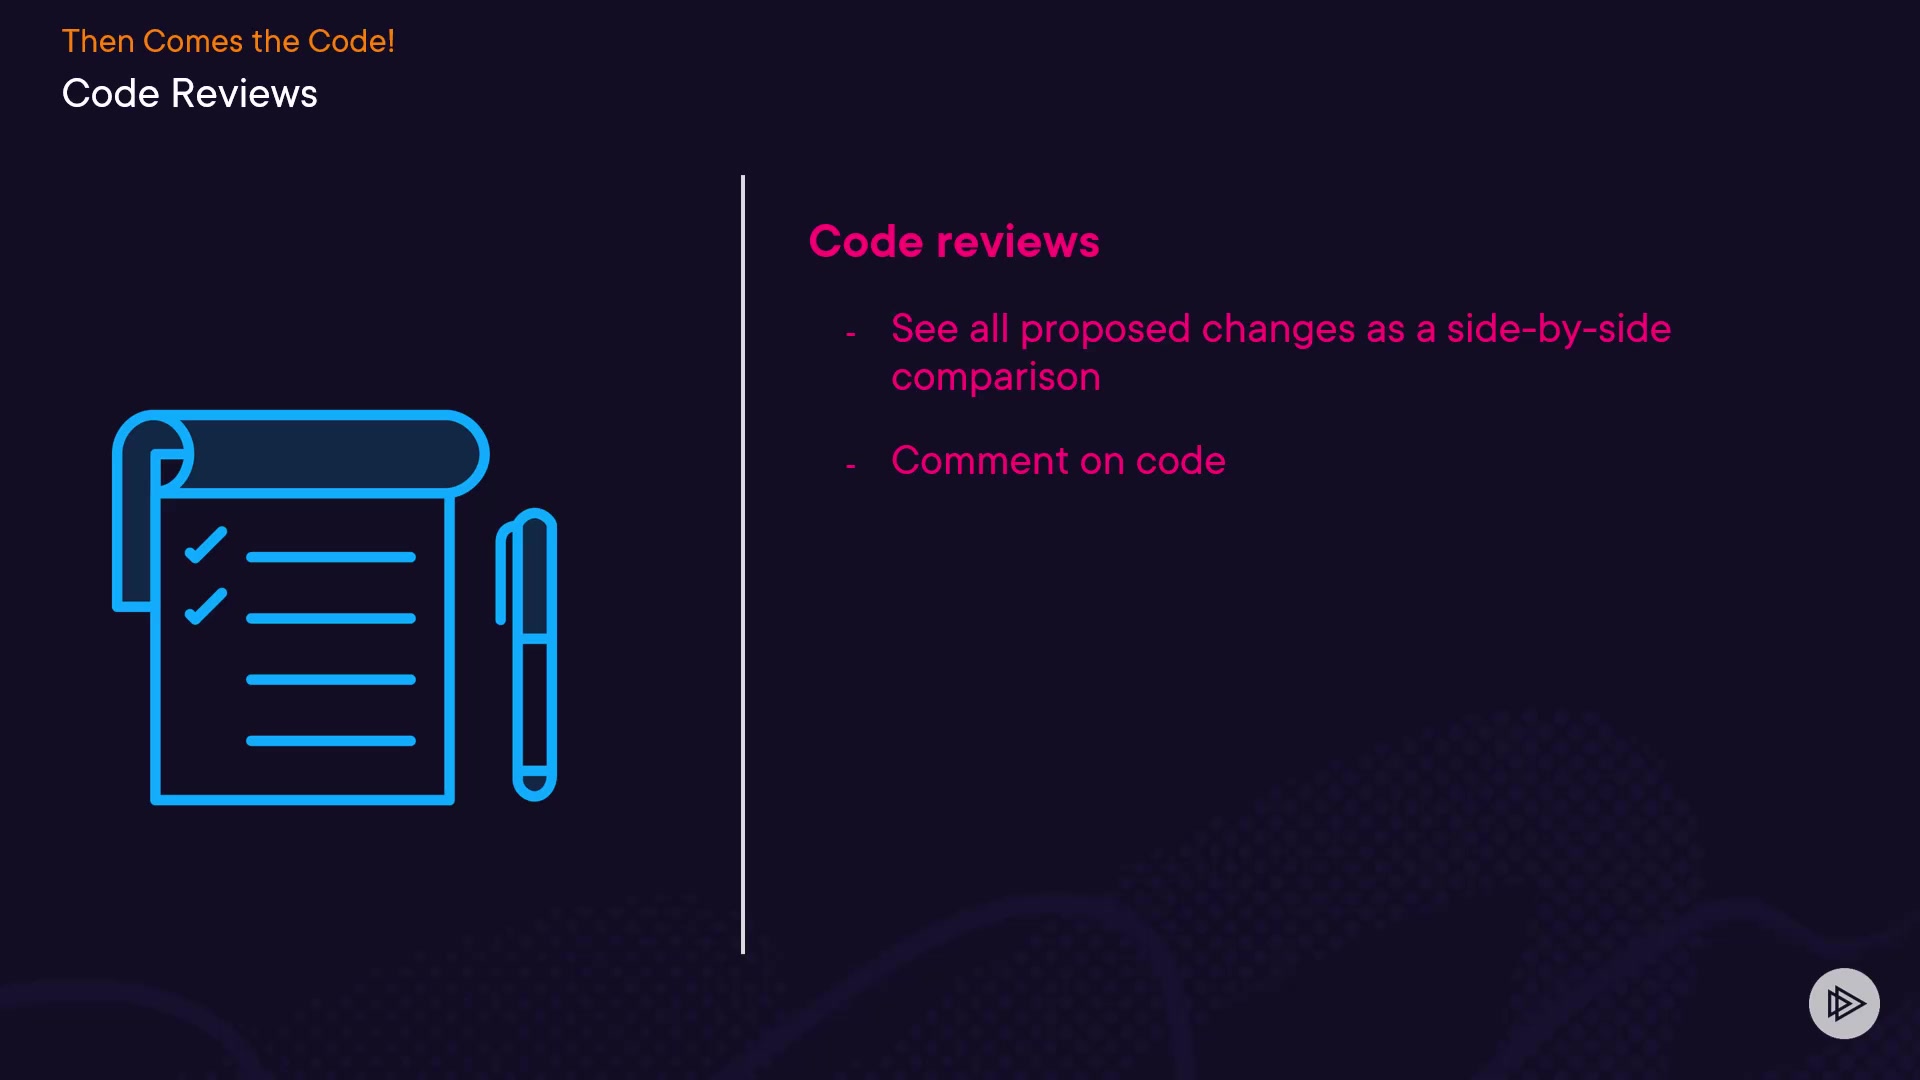 Then Comes the Code!
Code Reviews
Code reviews
- See all proposed changes as a side-by-side
comparison
- Comment on code